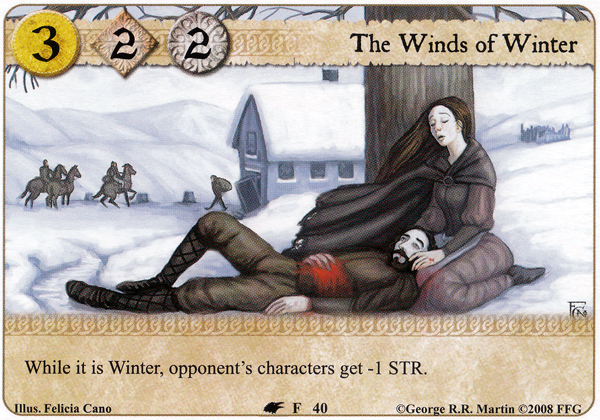 3 2 2 The Winds of Winter
While it is Winter, opponent's characters get -1 STR.
Illus. Felicia Cano F 40 ©George R.R. Martin ©2008 FFG